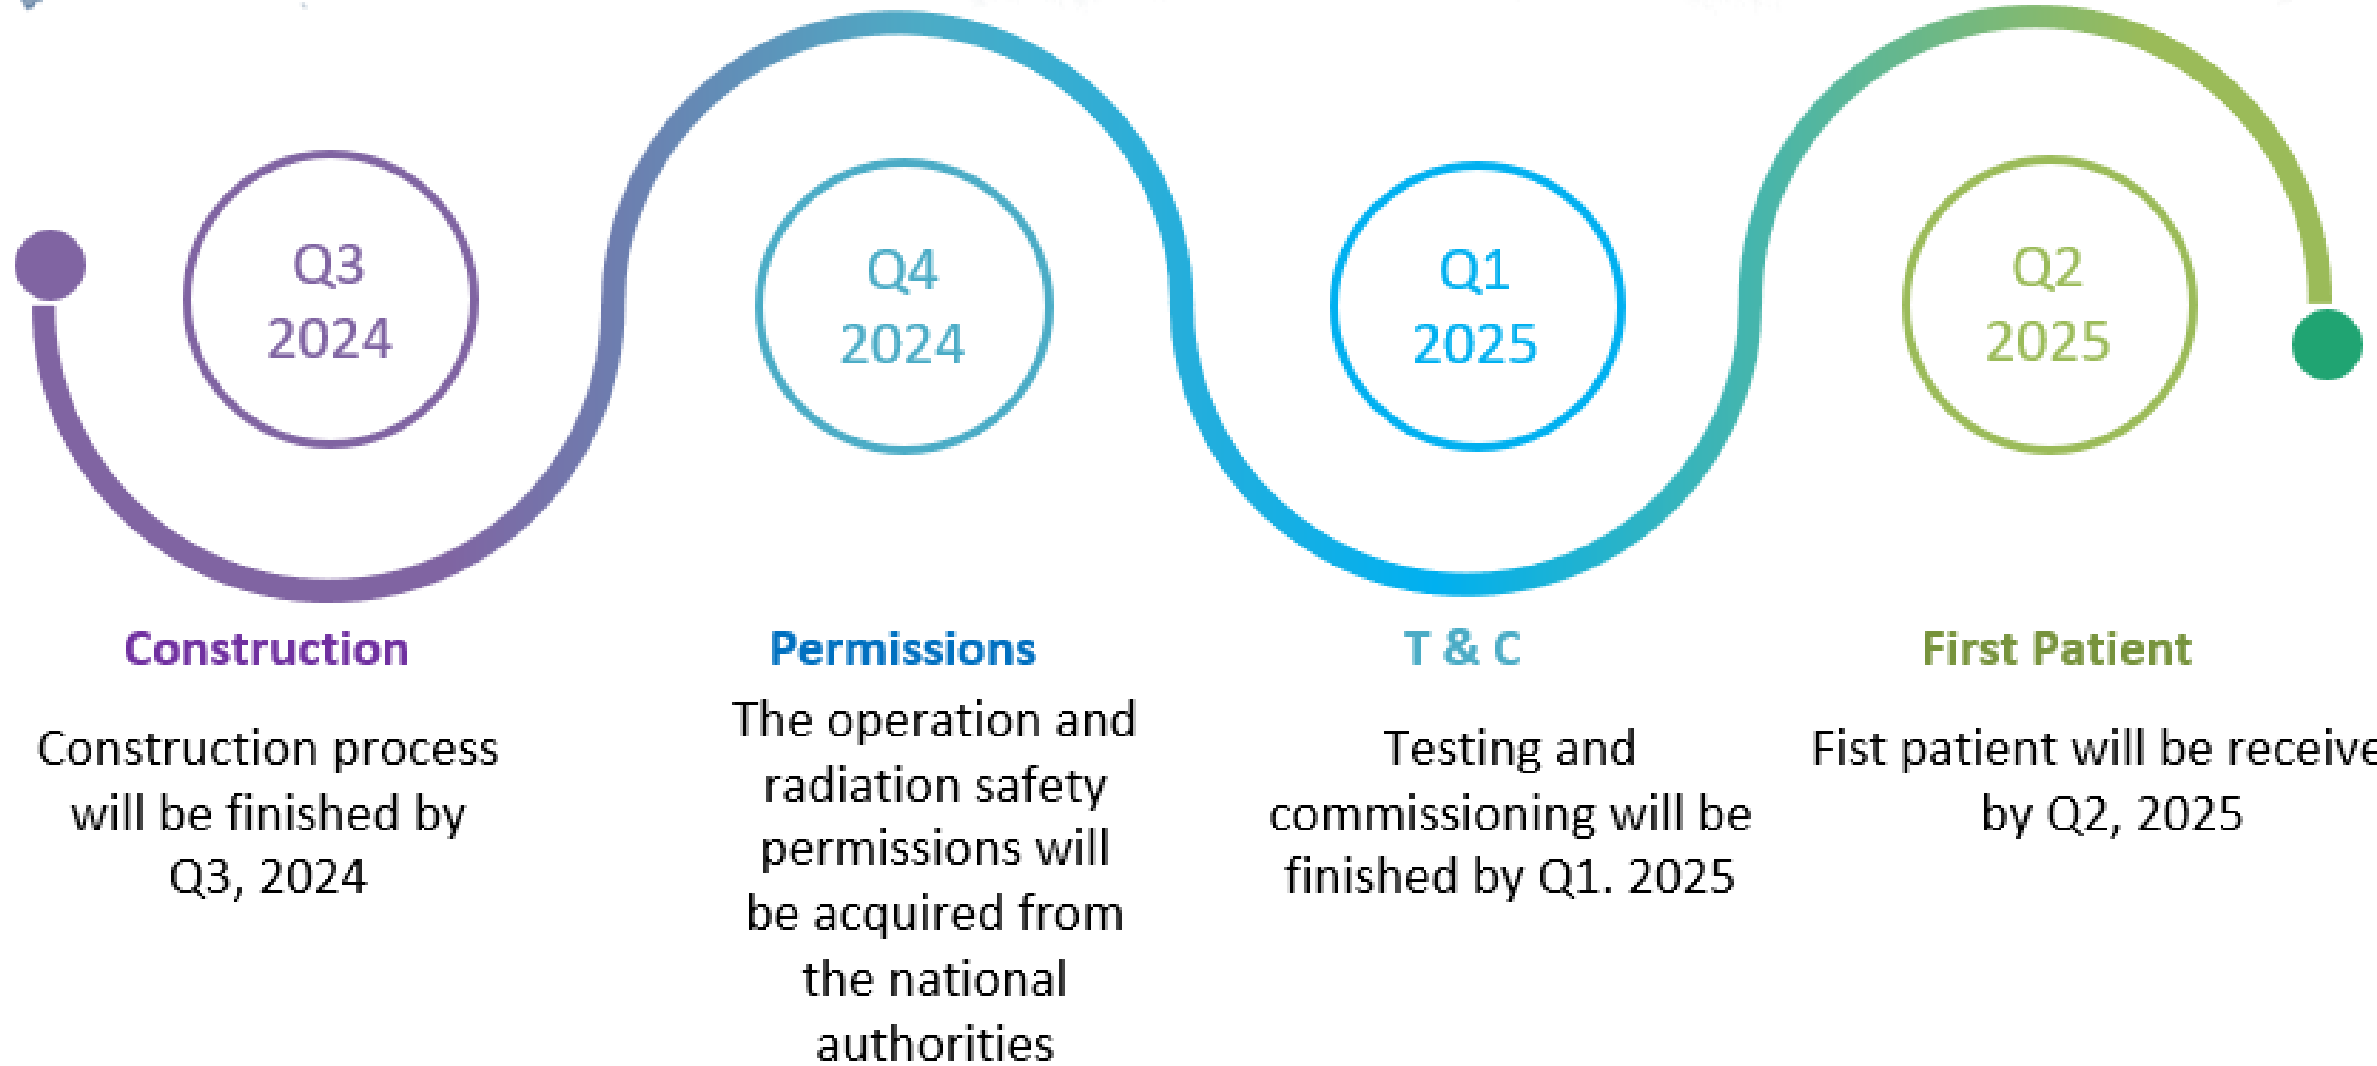 Q3
2024
Q4
2024
Q1
2025
Q2
2025
Construction
Construction process
will be finished by
Q3, 2024
Permissions
The operation and
radiation safety
permissions will
be acquired from
the national
authorities
T & C
Testing and
commissioning will be
finished by Q1. 2025
First Patient
Fist patient will be receive
by Q2, 2025